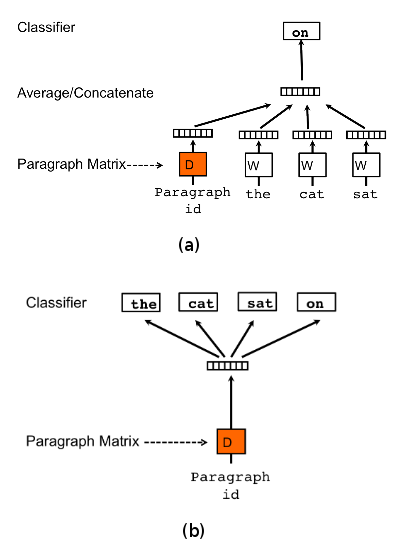 Classifier
on
Average/Concatenate
Paragraph Matrix
D W W W
Paragraph
id
the cat sat
(a)
Classifier
the cat sat on
Paragraph Matrix
D
Paragraph
id
(b)